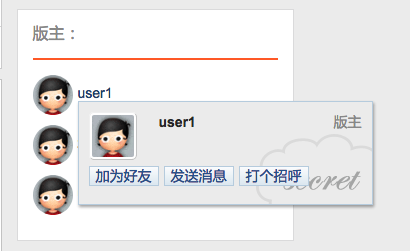 版主：
user1
user1 版主
加为好友 发送消息 打个招呼
secret